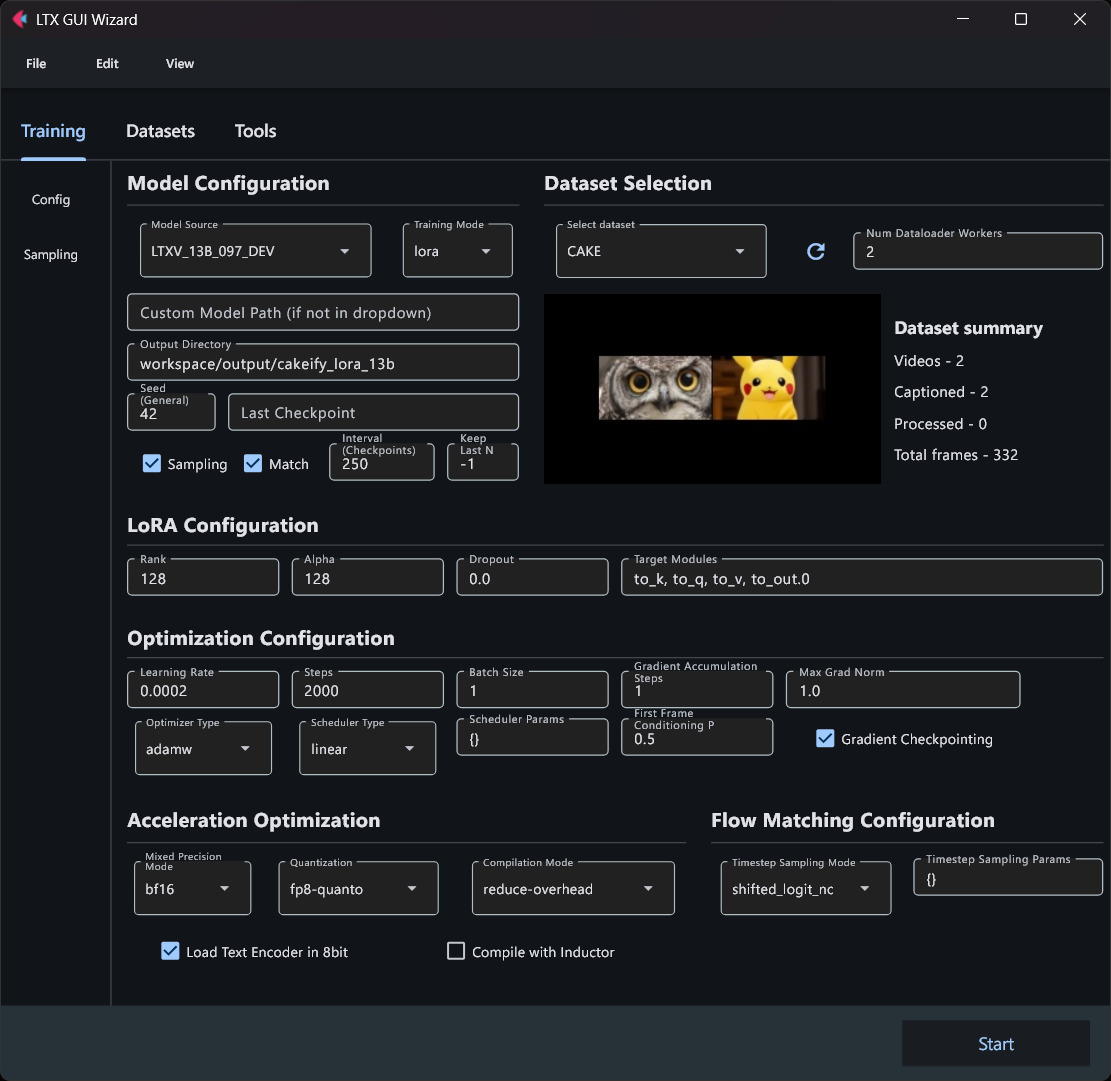 LTX GUI Wizard
File Edit View
Training Datasets Tools
Config
Sampling
Model Configuration
Model Source
LTXV_13B_097_DEV
Training Mode
lora
Custom Model Path (if not in dropdown)
Output Directory
workspace/output/cakeify_lora_13b
Seed
(General)
42
Last Checkpoint
Sampling
Match
Interval
(Checkpoints)
250
Keep
Last N
-1
Dataset Selection
Select dataset
CAKE
Num Dataloader Workers
2
Dataset summary
Videos - 2
Captioned - 2
Processed - 0
Total frames - 332
LoRA Configuration
Rank
128
Alpha
128
Dropout
0.0
Target Modules
to_k, to_q, to_v, to_out.0
Optimization Configuration
Learning Rate
0.0002
Steps
2000
Batch Size
1
Gradient Accumulation
Steps
1
Max Grad Norm
1.0
Optimizer Type
adamw
Scheduler Type
linear
Scheduler Params
{}
First Frame
Conditioning P
0.5
Gradient Checkpointing
Acceleration Optimization
Mixed Precision
Mode
bf16
Quantization
fp8-quanto
Compilation Mode
reduce-overhead
Load Text Encoder in 8bit
Compile with Inductor
Flow Matching Configuration
Timestep Sampling Mode
shifted_logit_nc
Timestep Sampling Params
{}
Start